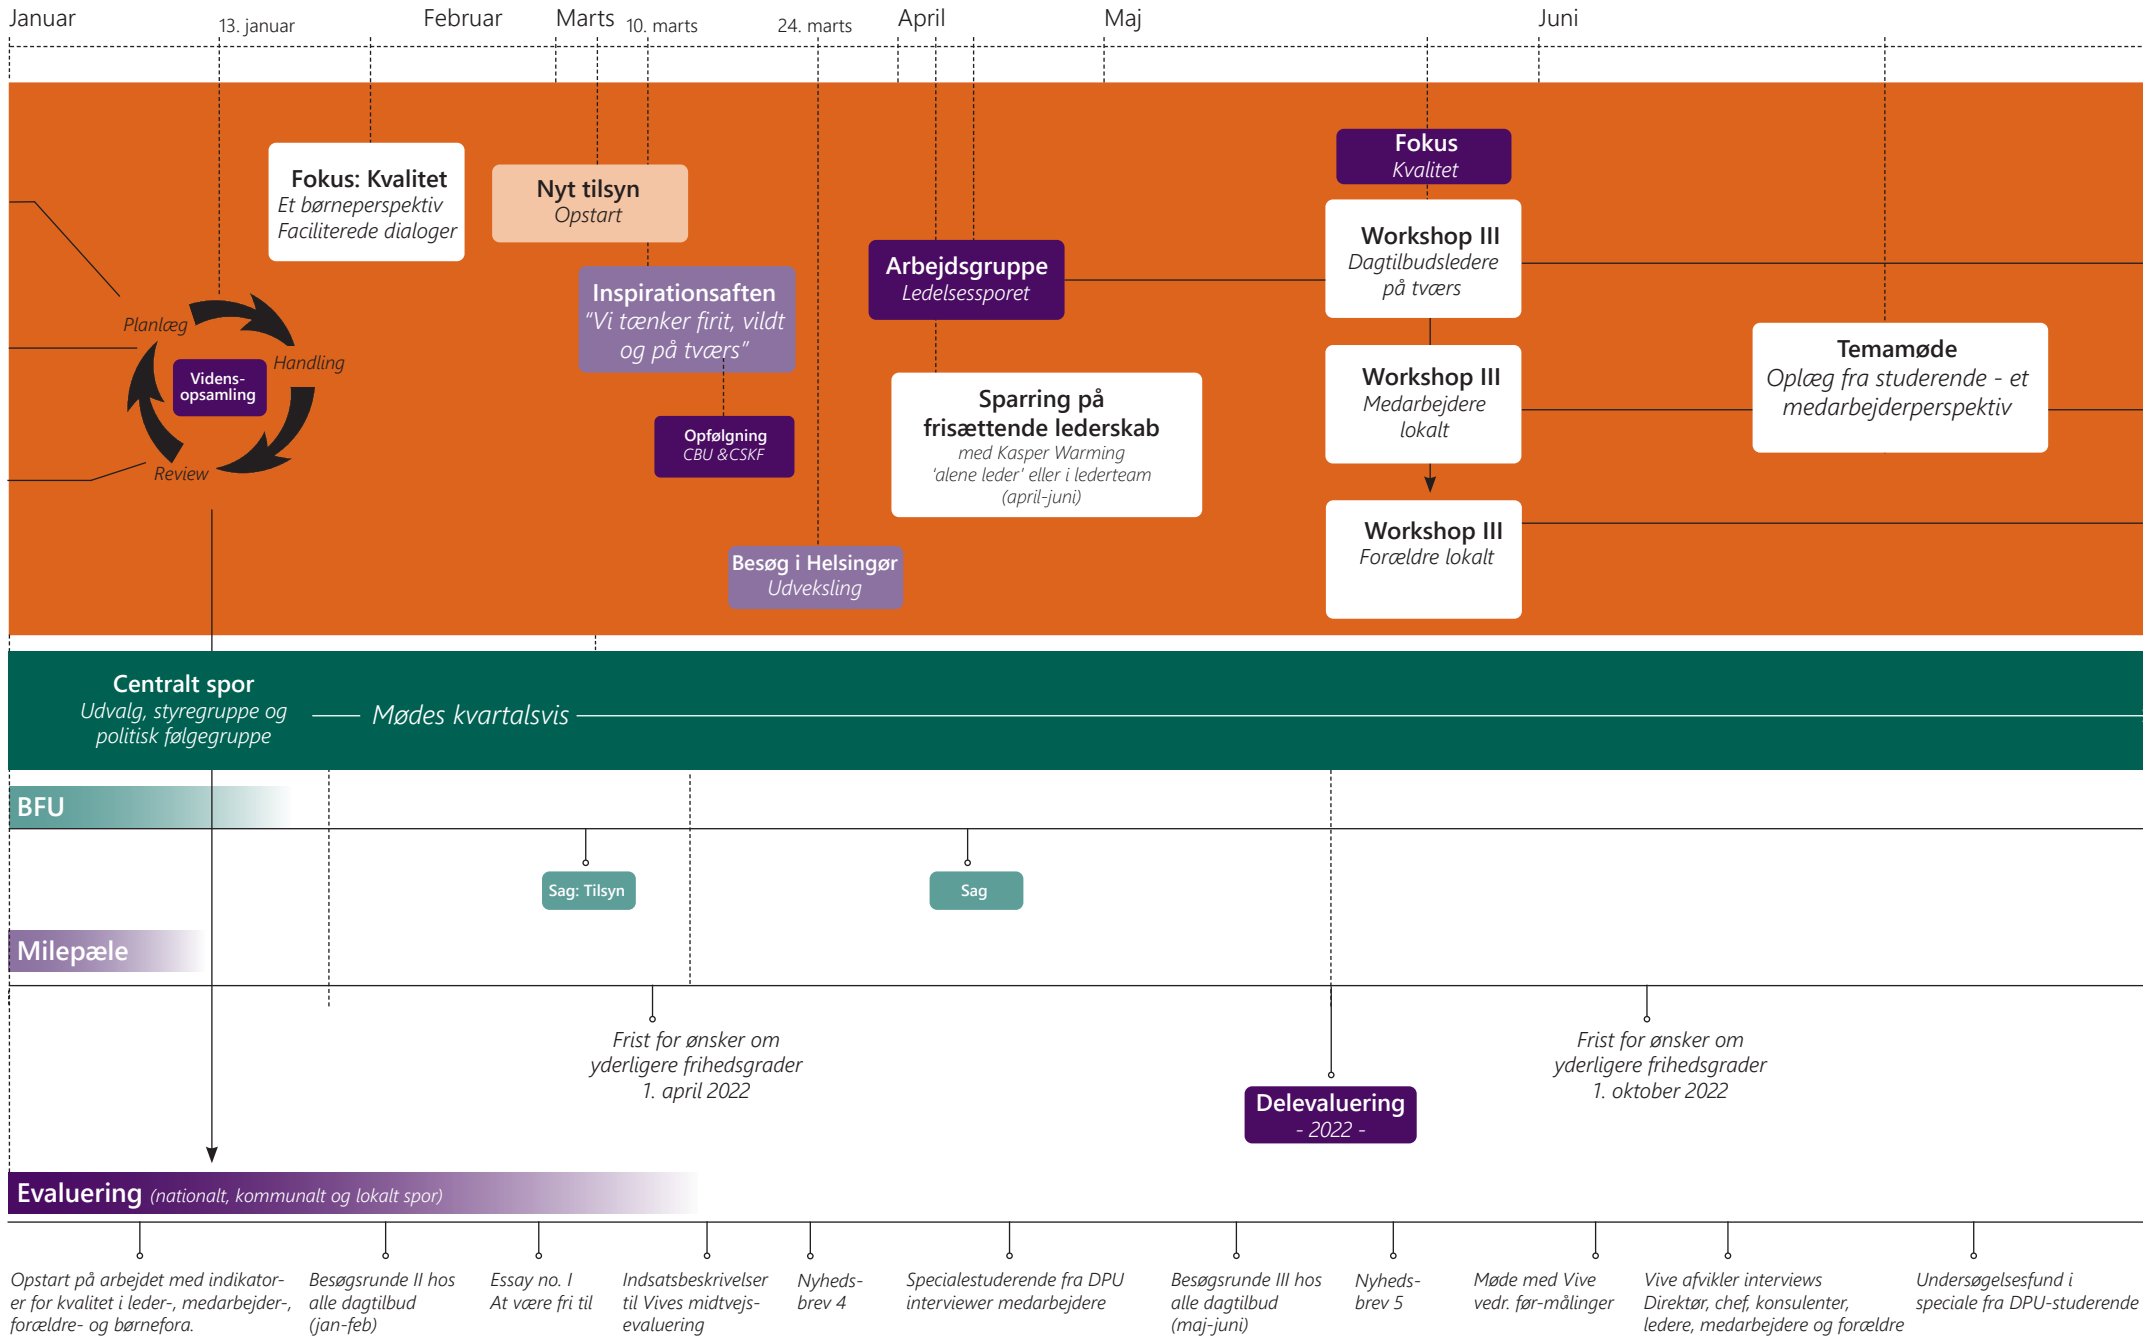 Januar
13. januar
Februar
Marts
10. marts
24. marts
April
Maj
Juni
Fokus: Kvalitet
Et børneperspektiv
Faciliterede dialoger
Nyt tilsyn
Opstart
Inspirationsaften
"Vi tænker firit, vildt
og på tværs"
Opfølgning
CBU &CSKF
Besøg i Helsingør
Udveksling
Arbejdsgruppe
Ledelsessporet
Sparring på
frisættende lederskab
med Kasper Warming
'alene leder' eller i lederteam
(april-juni)
Fokus
Kvalitet
Workshop III
Dagtilbudsledere
på tværs
Workshop III
Medarbejdere
lokalt
Workshop III
Forældre lokalt
Temamøde
Oplæg fra studerende - et
medarbejderperspektiv
Planlæg
Handling
Videns-
opsamling
Review
Centralt spor
Udvalg, styregruppe og
politisk følgegruppe
Mødes kvartalsvis
BFU
Sag: Tilsyn
Sag
Milepæle
Frist for ønsker om
yderligere frihedsgrader
1. april 2022
Delevaluering
- 2022 -
Frist for ønsker om
yderligere frihedsgrader
1. oktober 2022
Evaluering (nationalt, kommunalt og lokalt spor)
Opstart på arbejdet med indikator-
er for kvalitet i leder-, medarbejder-,
forældre- og børnefora.
Besøgsrunde II hos
alle dagtilbud
(jan-feb)
Essay no. I
At være fri til
Indsatsbeskrivelser
til Vives midtvejs-
evaluering
Nyheds-
brev 4
Specialestuderende fra DPU
interviewer medarbejdere
Besøgsrunde III hos
alle dagtilbud
(maj-juni)
Nyheds-
brev 5
Møde med Vive
vedr. før-målinger
Vive afvikler interviews
Direktør, chef, konsulenter,
ledere, medarbejdere og forældre
Undersøgelsesfund i
speciale fra DPU-studerende